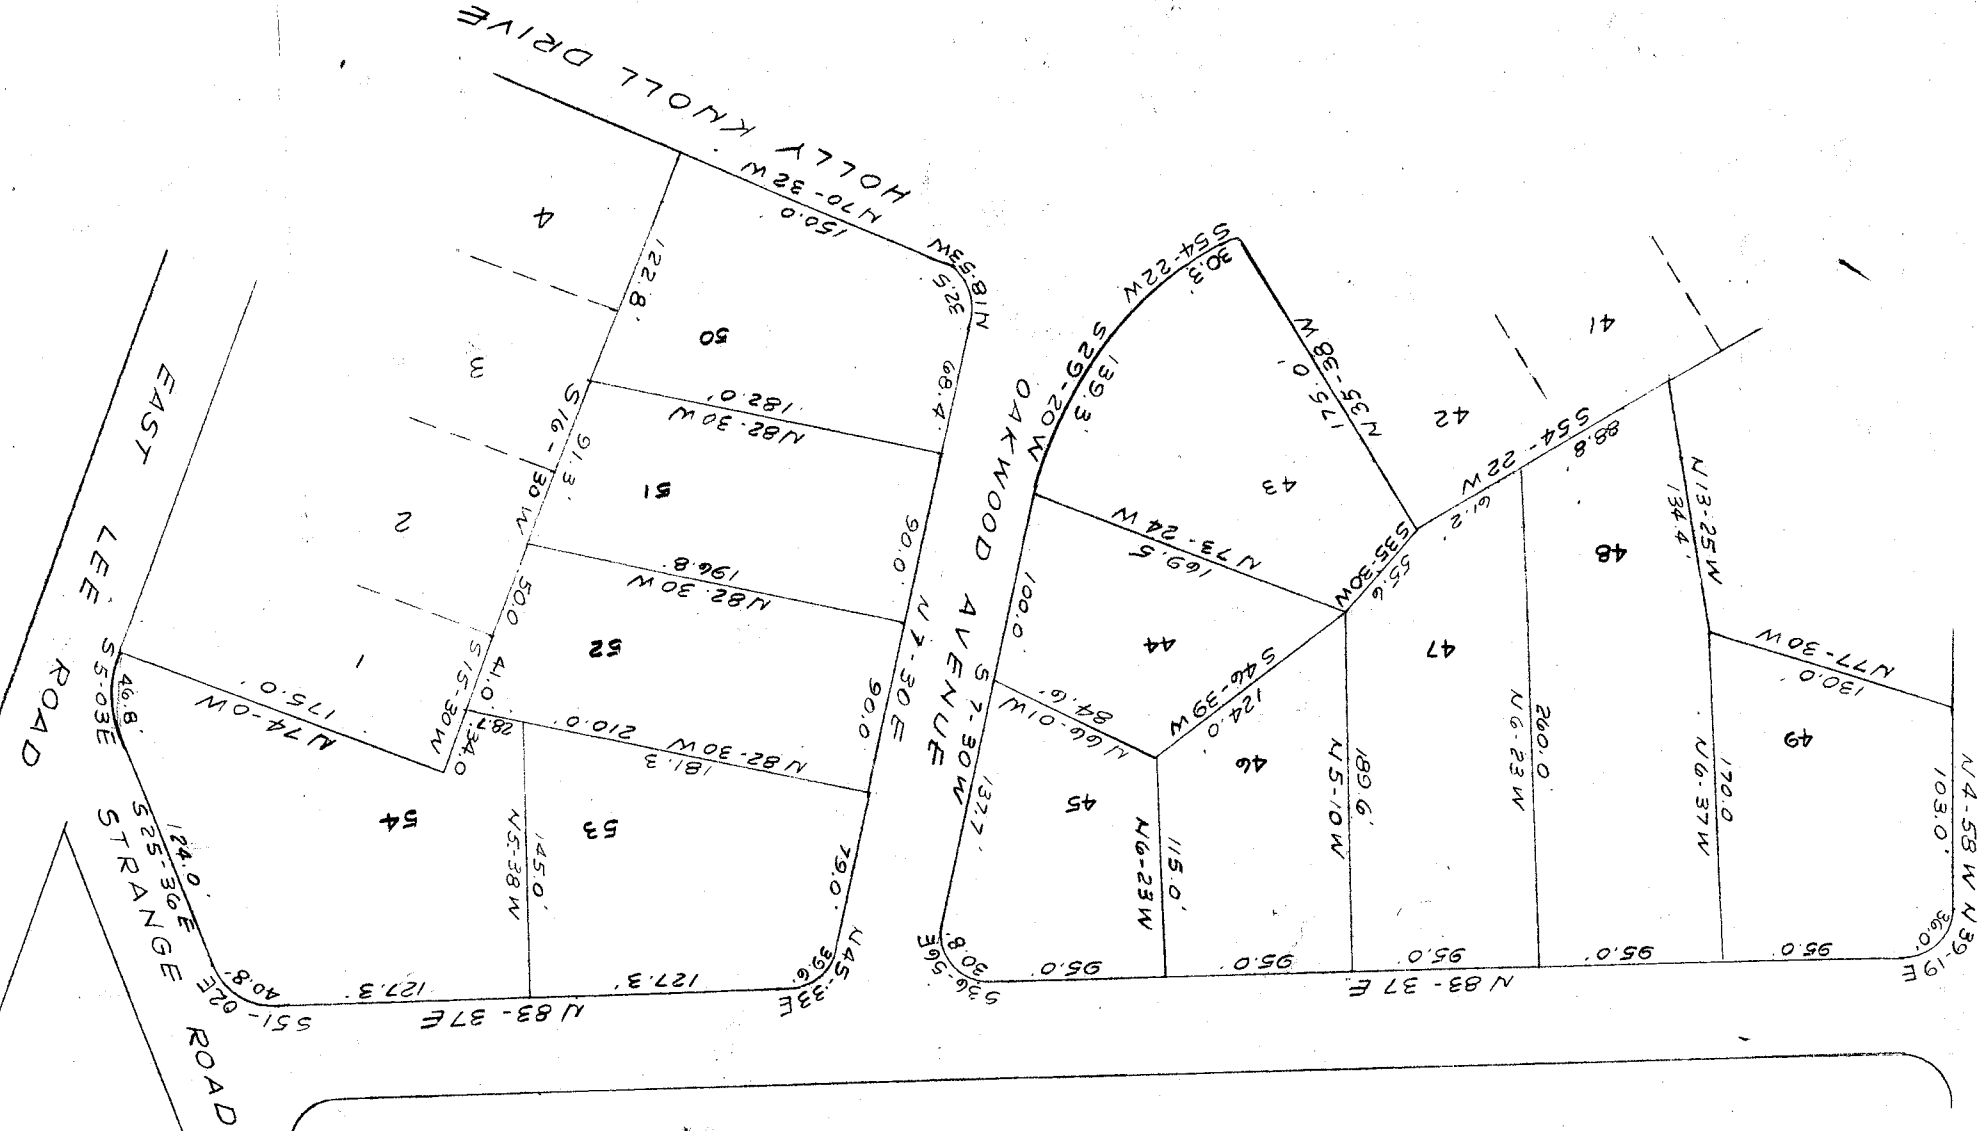 HOLLY KNOLL DRIVE
N70-32W
150.0'
4
122.8'
50
N18-53W
32.5'
68.4'
3
N82-30W
182.0'
S16-30W
91.3'
51
90.0'
2
N82-30W
196.8'
50.0
52
N7-30E
90.0'
1
S15-30W
41.0'
34.0
28.7'
N82-30W
210.0'
181.3
N74-0W
175.0'
EAST LEE ROAD
S5-03E
46.8'
54
53
N5-38W
145.0'
79.0'
S25-36E
124.0'
STRANGE ROAD
S51-02E
40.8'
127.3'
127.3'
N83-37E
N45-33E
39.6'
OAKWOOD AVENUE
S54-22W
30.3'
S29-20W
139.3'
N35-38W
175.0'
43
42
41
N73-24W
169.5
100.0'
S7-30W
137.7'
44
S35-30W
55.6
S54-22W
61.2'
88.8'
N66-01W
84.6'
S46-39W
124.0'
45
46
47
48
49
N13-25W
134.4'
N77-30W
130.0'
N6-23W
115.0'
N5-10W
189.6'
N6-23W
260.0'
N6-37W
170.0
N4-58W
103.0'
N39-19E
36.0'
S36-56E
30.8'
95.0'
95.0'
95.0'
95.0'
95.0
N83-37E